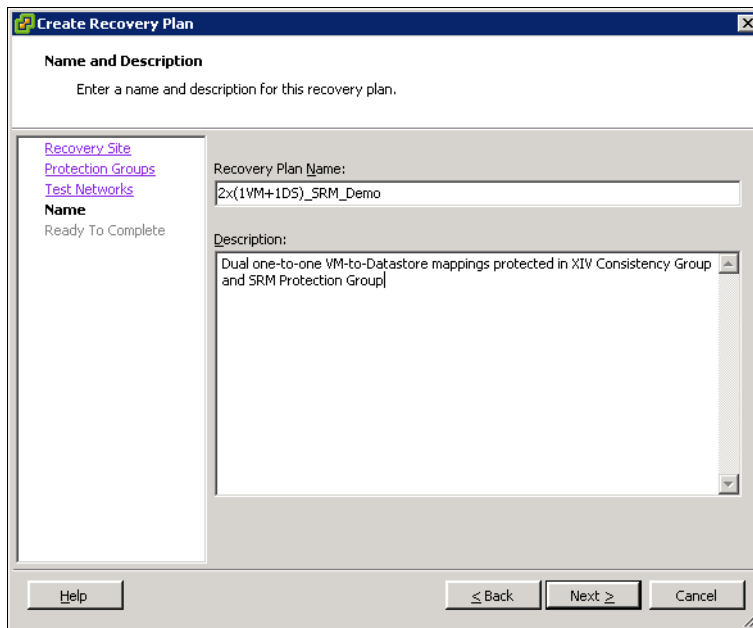 Create Recovery Plan
Name and Description
Enter a name and description for this recovery plan.
Recovery Site
Protection Groups
Test Networks
Name
Ready To Complete
Recovery Plan Name:
2x(1VM+1DS)_SRM_Demo
Description:
Dual one-to-one VM-to-Datastore mappings protected in XIV Consistency Group
and SRM Protection Group
Help
< Back
Next >
Cancel